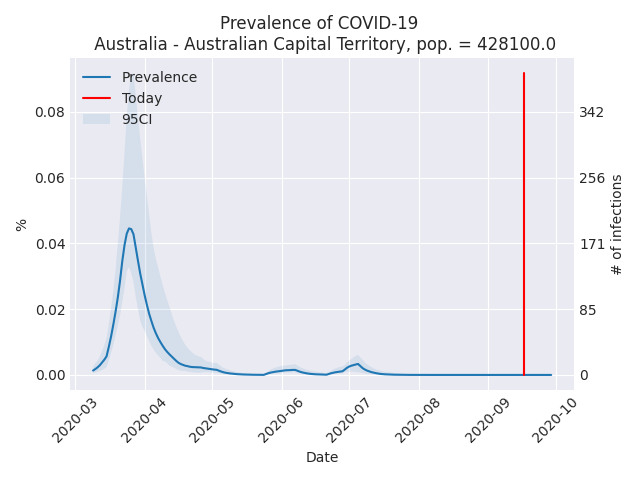 Prevalence of COVID-19
Australia - Australian Capital Territory, pop. = 428100.0
Prevalence
Today
95CI
%
0.08
0.06
0.04
0.02
0.00
342
256
171
85
0
# of infections
2020-03
2020-04
2020-05
2020-06
2020-07
2020-08
2020-09
2020-10
Date